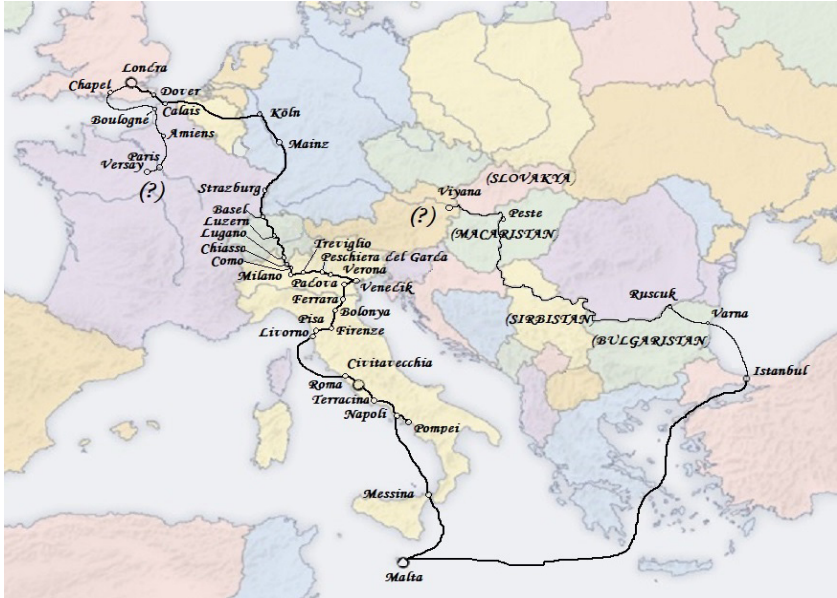 Londra
Chapel
Dover
Calais
Boulogne
Amiens
Paris
Versay
(?)
Köln
Mainz
Strazburg
Basel
Luzern
Lugano
Chiasso
Como
Milano
Treviglio
Peschiera del Garda
Verona
Padova
Venedik
Ferrara
Bolonya
Pisa
Firenze
Livorno
Civitavecchia
Roma
Terracina
Napoli
Pompei
Messina
Malta
(SLOVAKYA)
Viyana
(?)
Peste
(MACARISTAN
(SIRBISTAN
Ruscuk
Varna
(BULGARISTAN
Istanbul